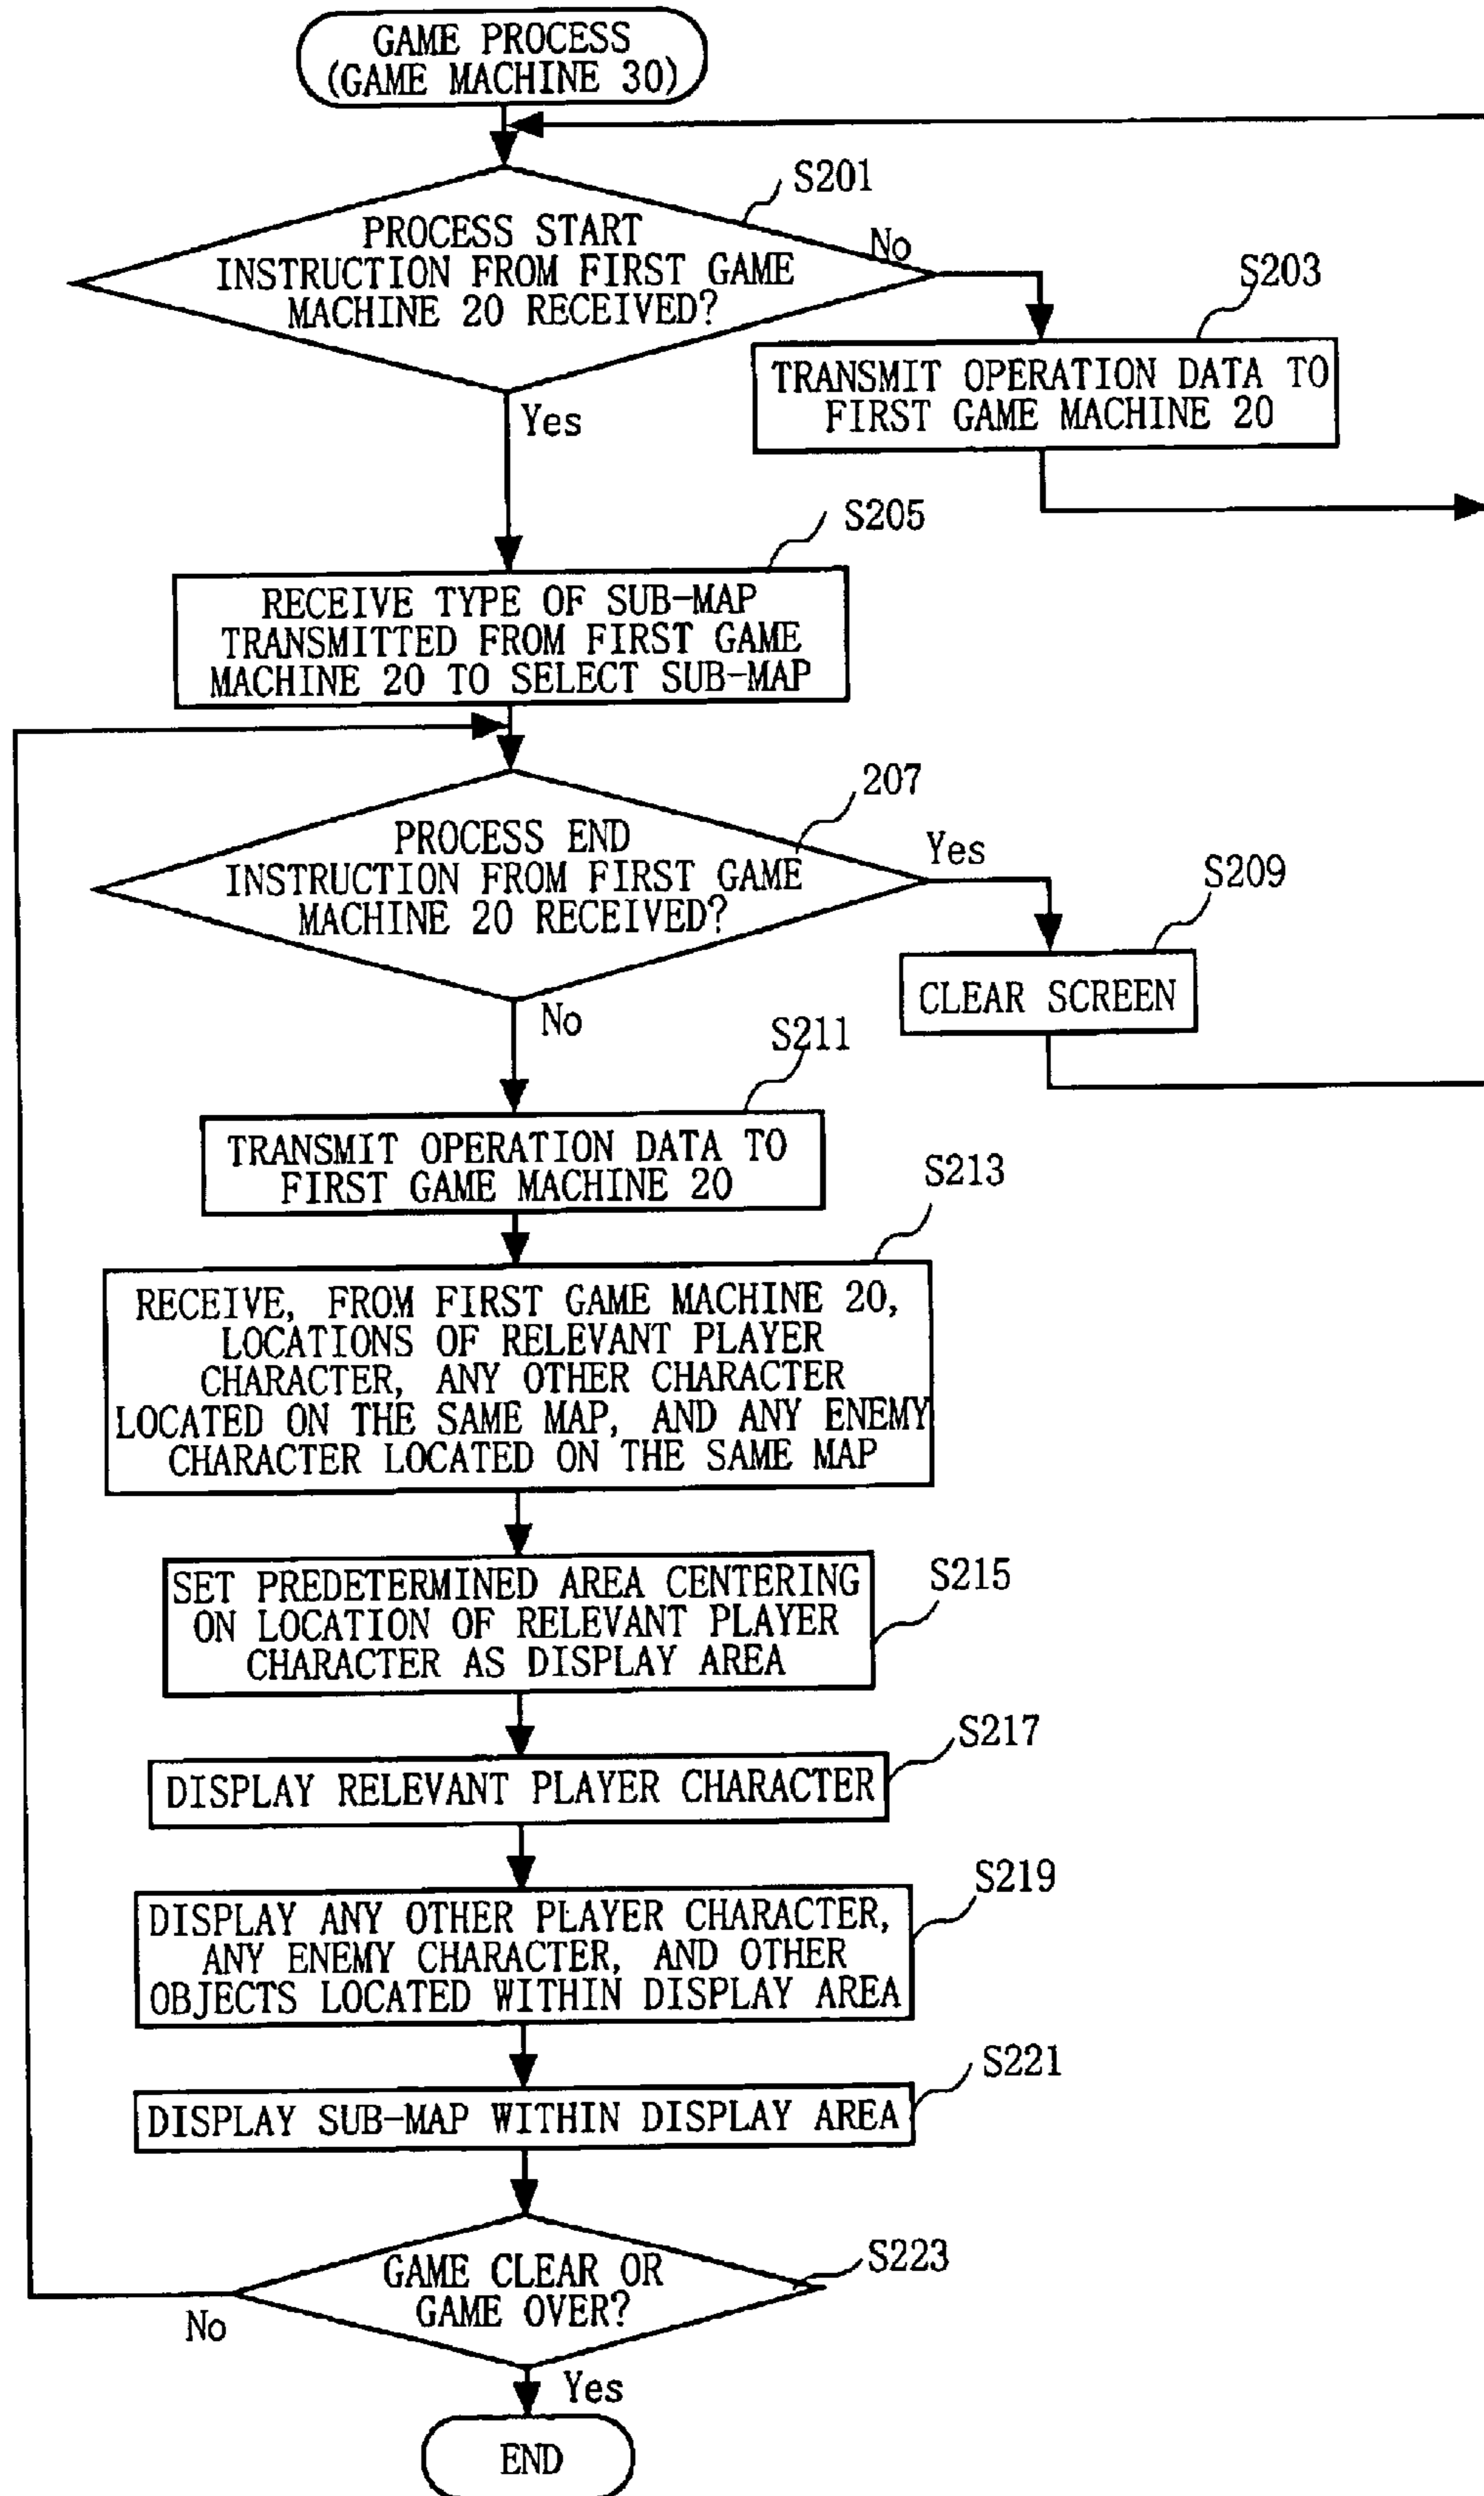 GAME PROCESS
(GAME MACHINE 30)
S201
PROCESS START
INSTRUCTION FROM FIRST GAME
MACHINE 20 RECEIVED?
No
S203
TRANSMIT OPERATION DATA TO
FIRST GAME MACHINE 20
Yes
S205
RECEIVE TYPE OF SUB-MAP
TRANSMITTED FROM FIRST GAME
MACHINE 20 TO SELECT SUB-MAP
207
PROCESS END
INSTRUCTION FROM FIRST GAME
MACHINE 20 RECEIVED?
Yes
S209
CLEAR SCREEN
No
S211
TRANSMIT OPERATION DATA TO
FIRST GAME MACHINE 20
S213
RECEIVE, FROM FIRST GAME MACHINE 20,
LOCATIONS OF RELEVANT PLAYER
CHARACTER, ANY OTHER CHARACTER
LOCATED ON THE SAME MAP, AND ANY ENEMY
CHARACTER LOCATED ON THE SAME MAP
S215
SET PREDETERMINED AREA CENTERING
ON LOCATION OF RELEVANT PLAYER
CHARACTER AS DISPLAY AREA
S217
DISPLAY RELEVANT PLAYER CHARACTER
S219
DISPLAY ANY OTHER PLAYER CHARACTER,
ANY ENEMY CHARACTER, AND OTHER
OBJECTS LOCATED WITHIN DISPLAY AREA
S221
DISPLAY SUB-MAP WITHIN DISPLAY AREA
S223
GAME CLEAR OR
GAME OVER?
No
Yes
END